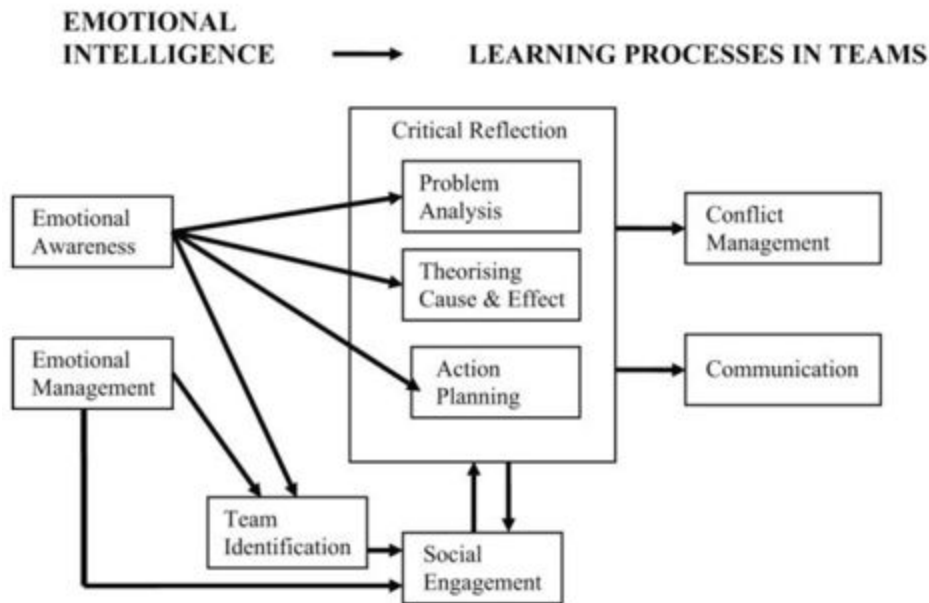 EMOTIONAL
INTELLIGENCE
LEARNING PROCESSES IN TEAMS
Critical Reflection
Problem
Analysis
Emotional
Awareness
Conflict
Management
Theorising
Cause & Effect
Emotional
Management
Action
Planning
Communication
Team
Identification
Social
Engagement